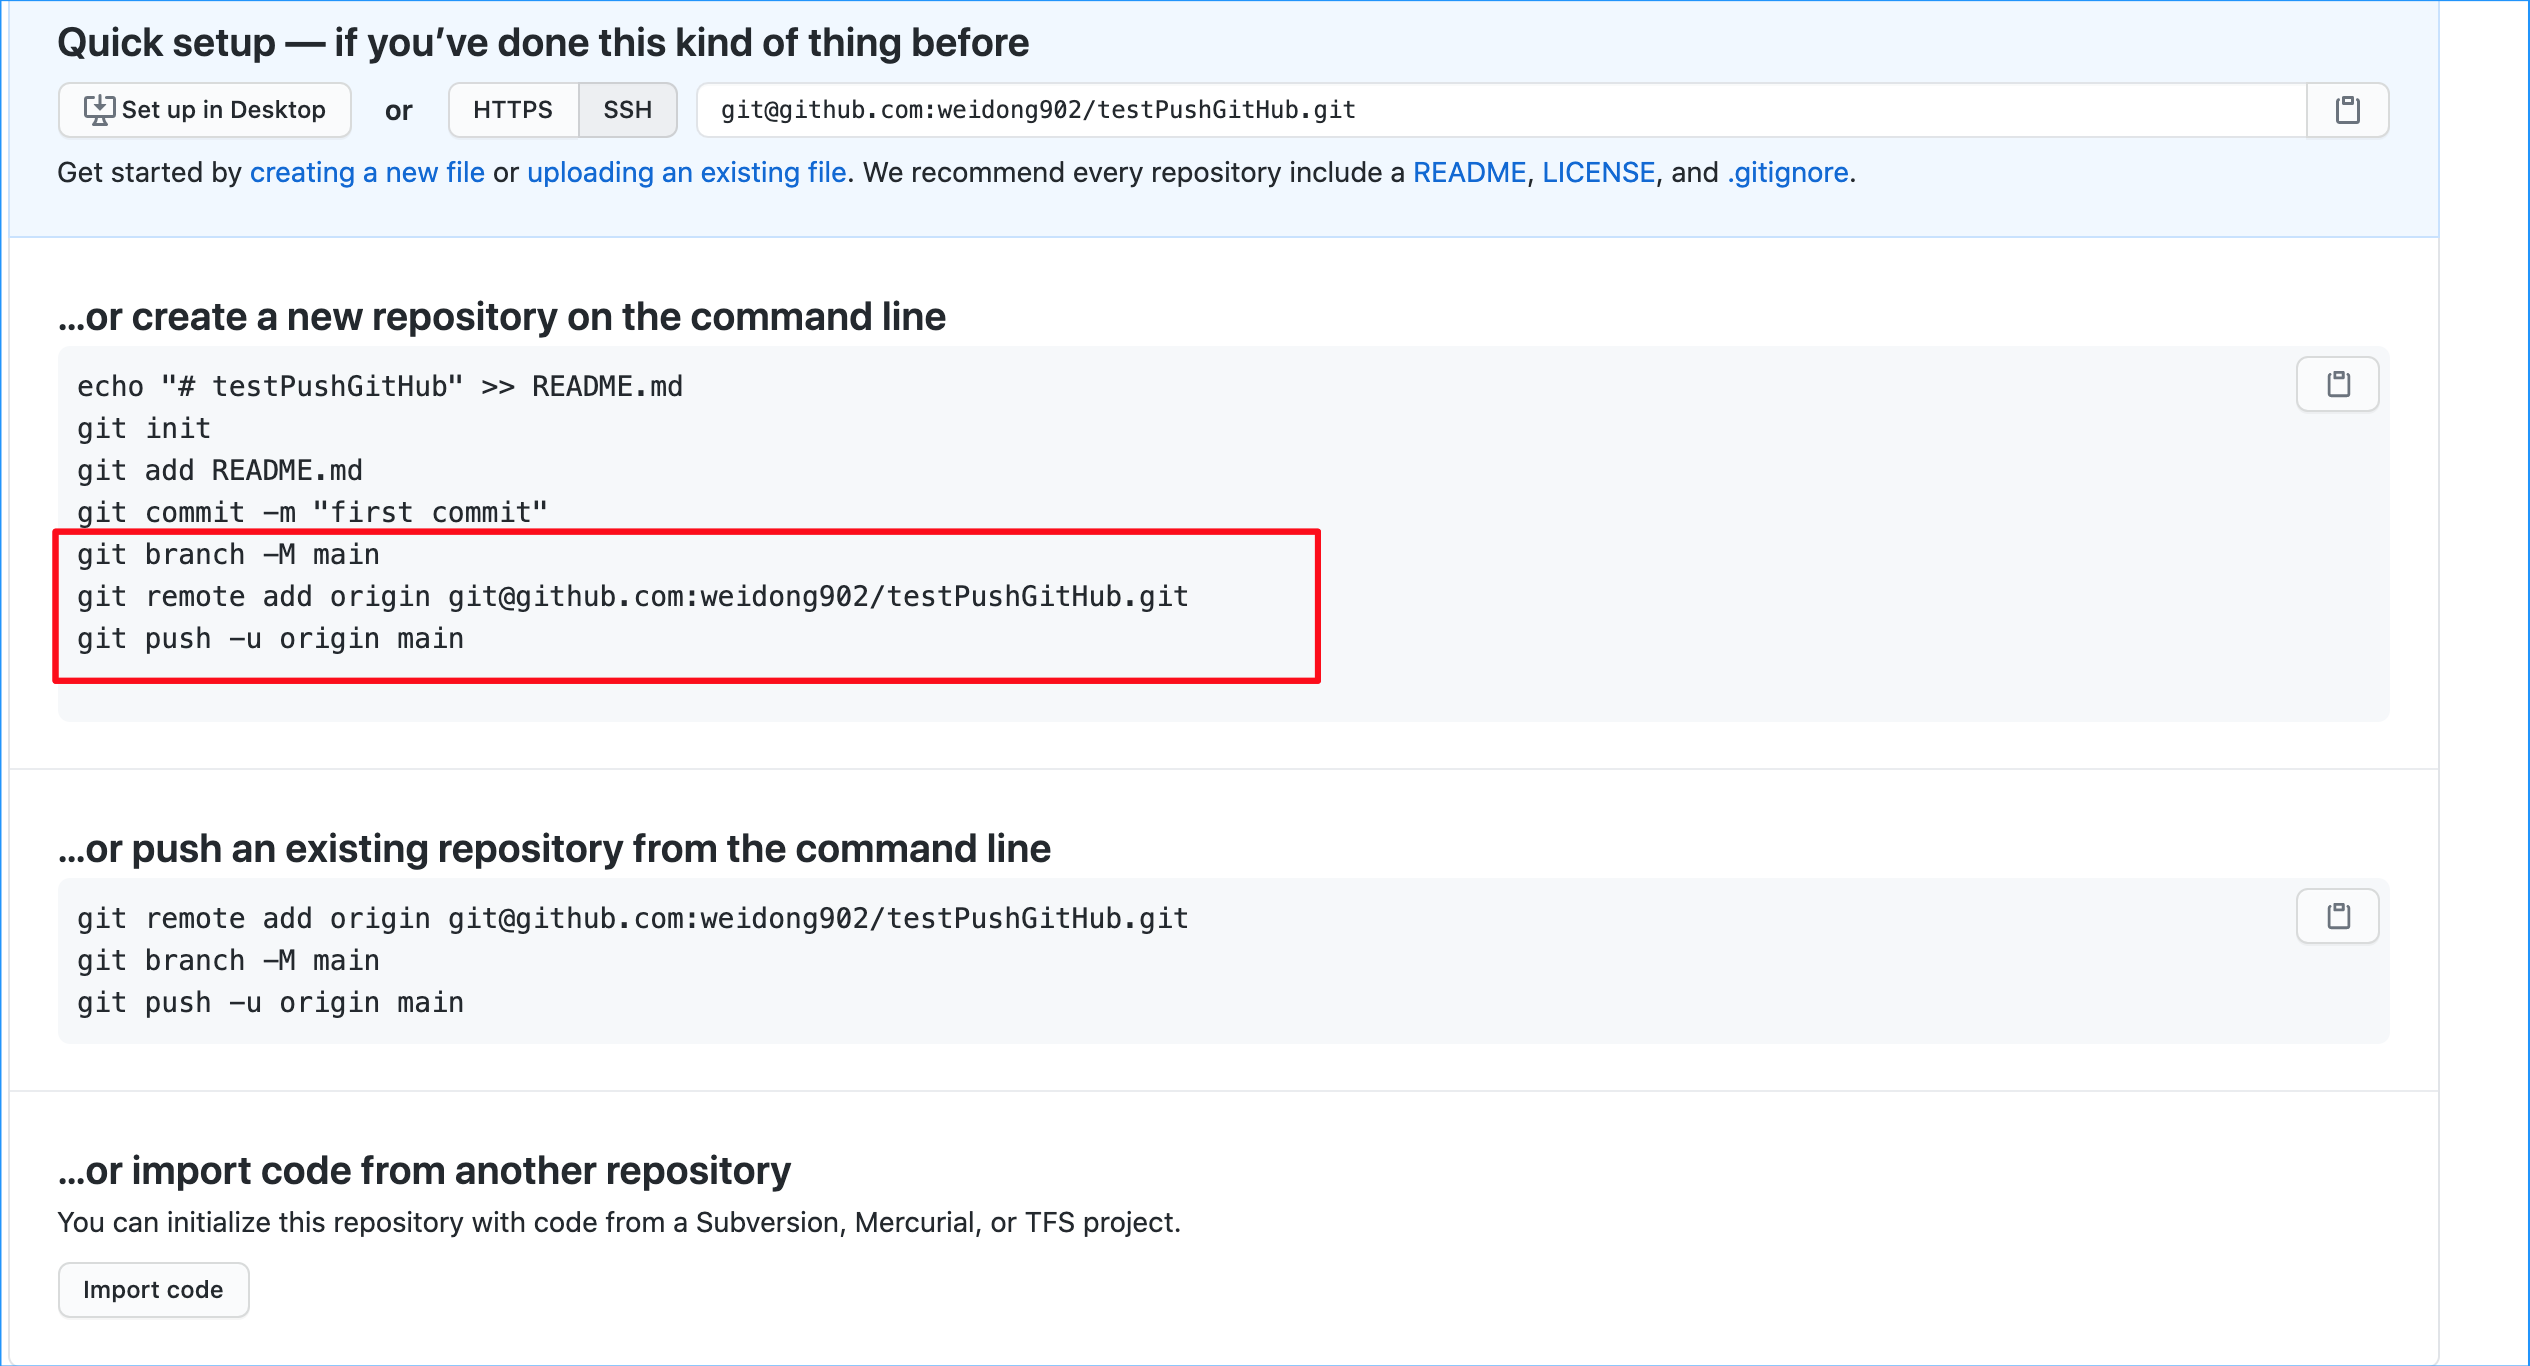 Quick setup — if you’ve done this kind of thing before
Set up in Desktop or HTTPS SSH git@github.com:weidong902/testPushGitHub.git
Get started by creating a new file or uploading an existing file. We recommend every repository include a README, LICENSE, and .gitignore.
…or create a new repository on the command line
echo "# testPushGitHub" >> README.md
git init
git add README.md
git commit -m "first commit"
git branch -M main
git remote add origin git@github.com:weidong902/testPushGitHub.git
git push -u origin main
…or push an existing repository from the command line
git remote add origin git@github.com:weidong902/testPushGitHub.git
git branch -M main
git push -u origin main
…or import code from another repository
You can initialize this repository with code from a Subversion, Mercurial, or TFS project.
Import code